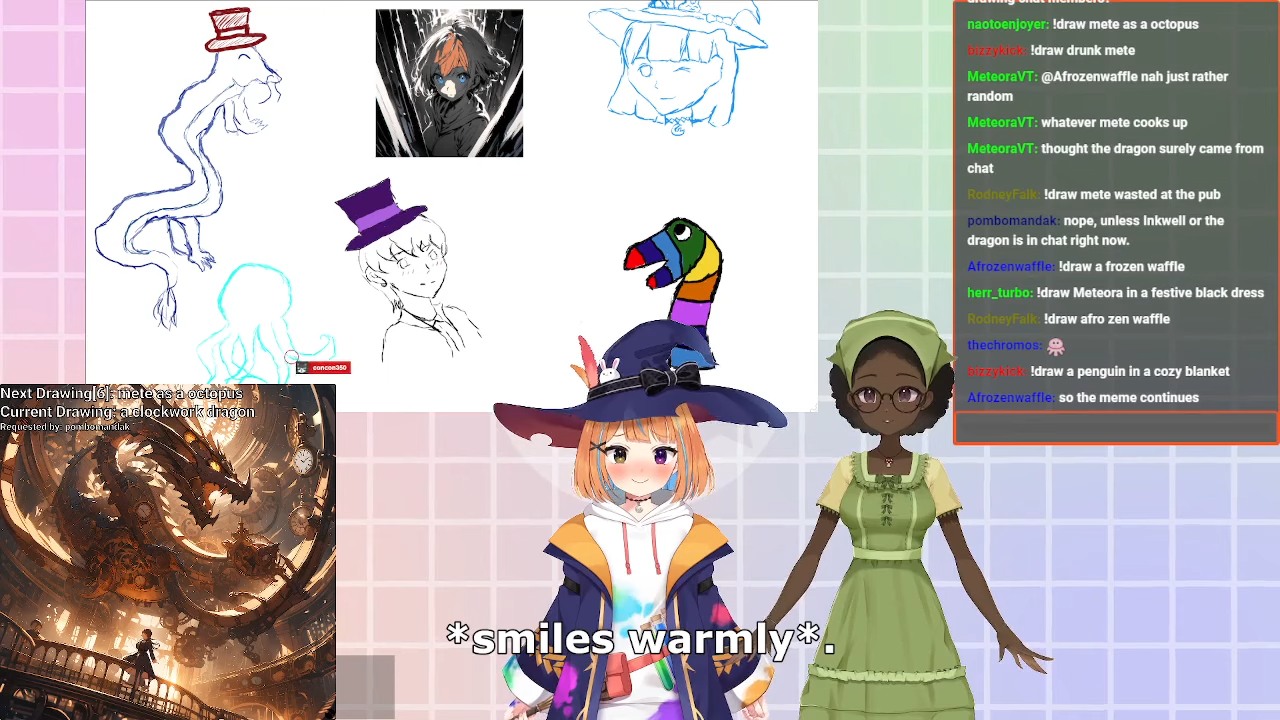 drawing chat members?
naotoenjoyer: !draw mete as a octopus
bizzykick: !draw drunk mete
MeteoraVT: @Afrozenwaffle nah just rather
random
MeteoraVT: whatever mete cooks up
MeteoraVT: thought the dragon surely came from
chat
RodneyFalk: !draw mete wasted at the pub
pombomandak: nope, unless Inkwell or the
dragon is in chat right now.
Afrozenwaffle: !draw a frozen waffle
herr_turbo: !draw Meteora in a festive black dress
RodneyFalk: !draw afro zen waffle
thechromos:
bizzykick: !draw a penguin in a cozy blanket
Afrozenwaffle: so the meme continues
concon350
Next Drawing[6]: mete as a octopus
Current Drawing: a clockwork dragon
Requested by: pombomandak
*smiles warmly*.